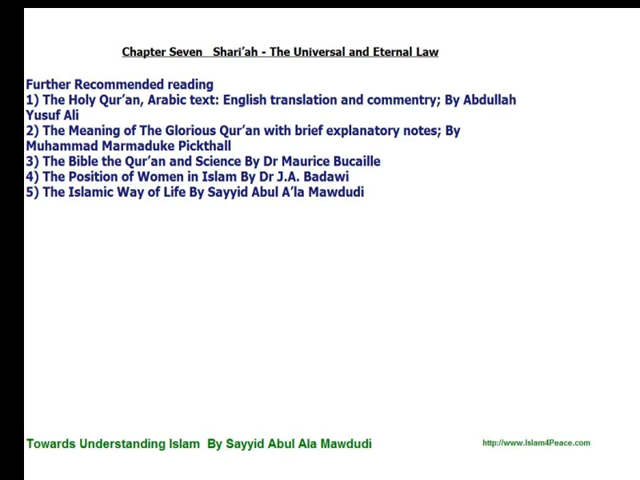 Chapter Seven Shari'ah - The Universal and Eternal Law
Further Recommended reading
1) The Holy Qur'an, Arabic text: English translation and commentry; By Abdullah
Yusuf Ali
2) The Meaning of The Glorious Qur'an with brief explanatory notes; By
Muhammad Marmaduke Pickthall
3) The Bible the Qur'an and Science By Dr Maurice Bucaille
4) The Position of Women in Islam By Dr J.A. Badawi
5) The Islamic Way of Life By Sayyid Abul A'la Mawdudi
Towards Understanding Islam By Sayyid Abul Ala Mawdudi
http://www.Islam4Peace.com